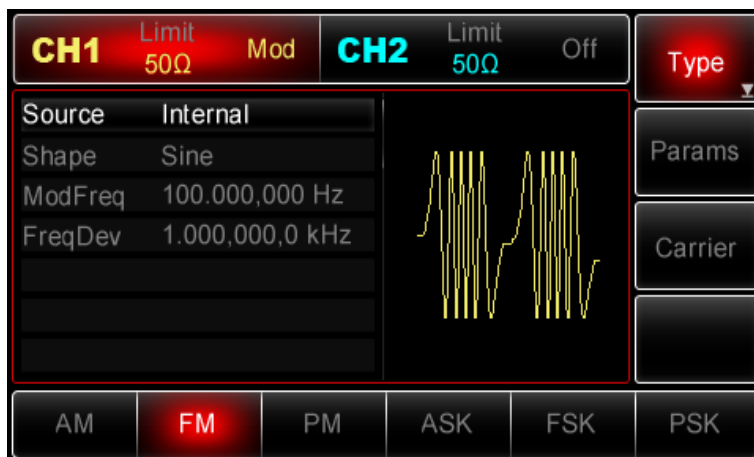 CH1 Limit 50Ω Mod CH2 Limit 50Ω Off
Type
Source Internal
Shape Sine
ModFreq 100.000,000 Hz
FreqDev 1.000,000,0 kHz
Params
Carrier
AM FM PM ASK FSK PSK